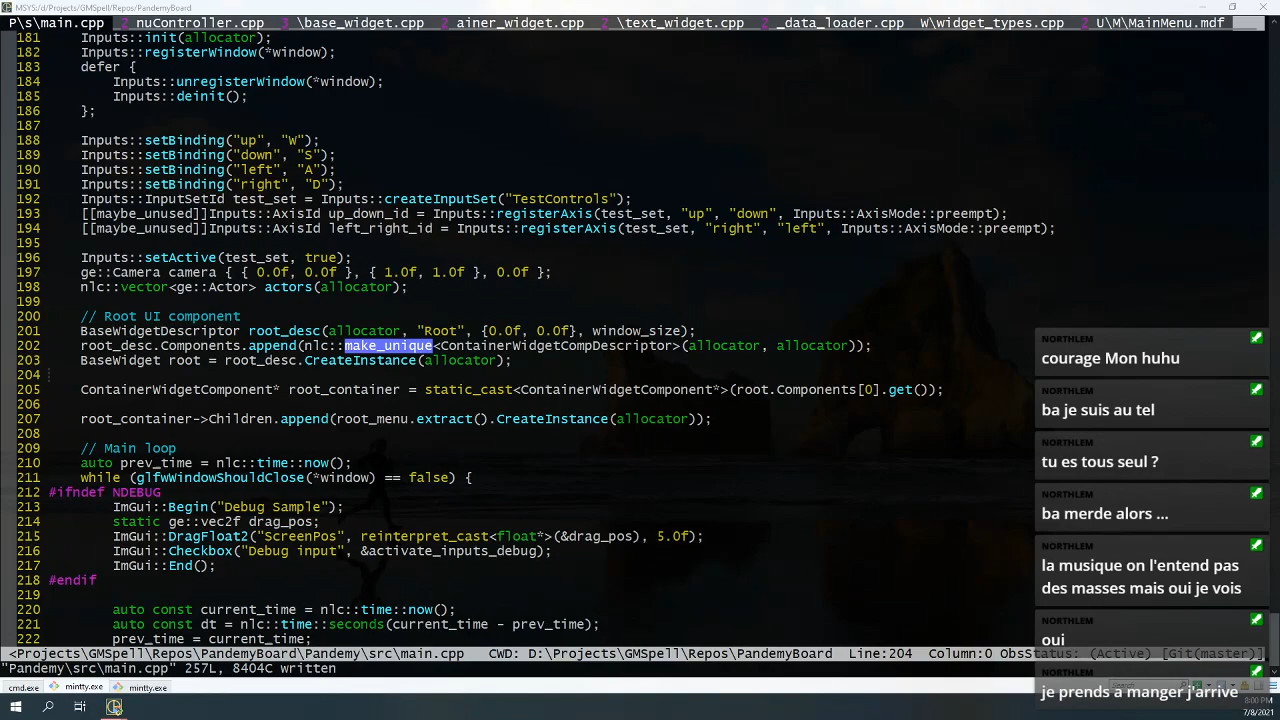 MSYS:/d/Projects/GMSpell/Repos/PandemyBoard
P\s\main.cpp 2 nuController.cpp 3 \base_widget.cpp 2 ainer_widget.cpp 2 \text_widget.cpp 2 _data_loader.cpp W\widget_types.cpp 2 U\M\MainMenu.mdf X
181 Inputs::init(allocator);
182 Inputs::registerWindow(*window);
183 defer {
184 Inputs::unregisterWindow(*window);
185 Inputs::deinit();
186 };
187
188 Inputs::setBinding("up", "W");
189 Inputs::setBinding("down", "S");
190 Inputs::setBinding("left", "A");
191 Inputs::setBinding("right", "D");
192 Inputs::InputSetId test_set = Inputs::createInputSet("TestControls");
193 [[maybe_unused]]Inputs::AxisId up_down_id = Inputs::registerAxis(test_set, "up", "down", Inputs::AxisMode::preempt);
194 [[maybe_unused]]Inputs::AxisId left_right_id = Inputs::registerAxis(test_set, "right", "left", Inputs::AxisMode::preempt);
195
196 Inputs::setActive(test_set, true);
197 ge::Camera camera { { 0.0f, 0.0f }, { 1.0f, 1.0f }, 0.0f };
198 nlc::vector<ge::Actor> actors(allocator);
199
200 // Root UI component
201 BaseWidgetDescriptor root_desc(allocator, "Root", {0.0f, 0.0f}, window_size);
202 root_desc.Components.append(nlc::make_unique<ContainerWidgetCompDescriptor>(allocator, allocator));
203 BaseWidget root = root_desc.CreateInstance(allocator);
204
205 ContainerWidgetComponent* root_container = static_cast<ContainerWidgetComponent*>(root.Components[0].get());
206
207 root_container->Children.append(root_menu.extract().CreateInstance(allocator));
208
209 // Main loop
210 auto prev_time = nlc::time::now();
211 while (glfwWindowShouldClose(*window) == false) {
212 #ifndef NDEBUG
213 ImGui::Begin("Debug Sample");
214 static ge::vec2f drag_pos;
215 ImGui::DragFloat2("ScreenPos", reinterpret_cast<float*>(&drag_pos), 5.0f);
216 ImGui::Checkbox("Debug input", &activate_inputs_debug);
217 ImGui::End();
218 #endif
219
220 auto const current_time = nlc::time::now();
221 auto const dt = nlc::time::seconds(current_time - prev_time);
222 prev_time = current_time;
<Projects\GMSpell\Repos\PandemyBoard\Pandemy\src\main.cpp CWD: D:\Projects\GMSpell\Repos\PandemyBoard Line:204 Column:0 ObsStatus: (Active) [Git(master)]
"Pandemy\src\main.cpp" 257L, 8404C written
NORTHLEM
courage Mon huhu
NORTHLEM
ba je suis au tel
NORTHLEM
tu es tous seul ?
NORTHLEM
ba merde alors ...
NORTHLEM
la musique on l'entend pas
des masses mais oui je vois
NORTHLEM
oui
NORTHLEM
je prends a manger j'arrive
cmd.exe mintty.exe mintty.exe
8:00 PM
7/8/2021